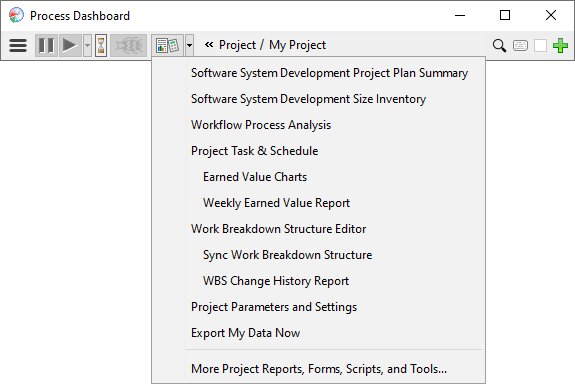 Process Dashboard
« Project / My Project
Software System Development Project Plan Summary
Software System Development Size Inventory
Workflow Process Analysis
Project Task & Schedule
Earned Value Charts
Weekly Earned Value Report
Work Breakdown Structure Editor
Sync Work Breakdown Structure
WBS Change History Report
Project Parameters and Settings
Export My Data Now
More Project Reports, Forms, Scripts, and Tools...